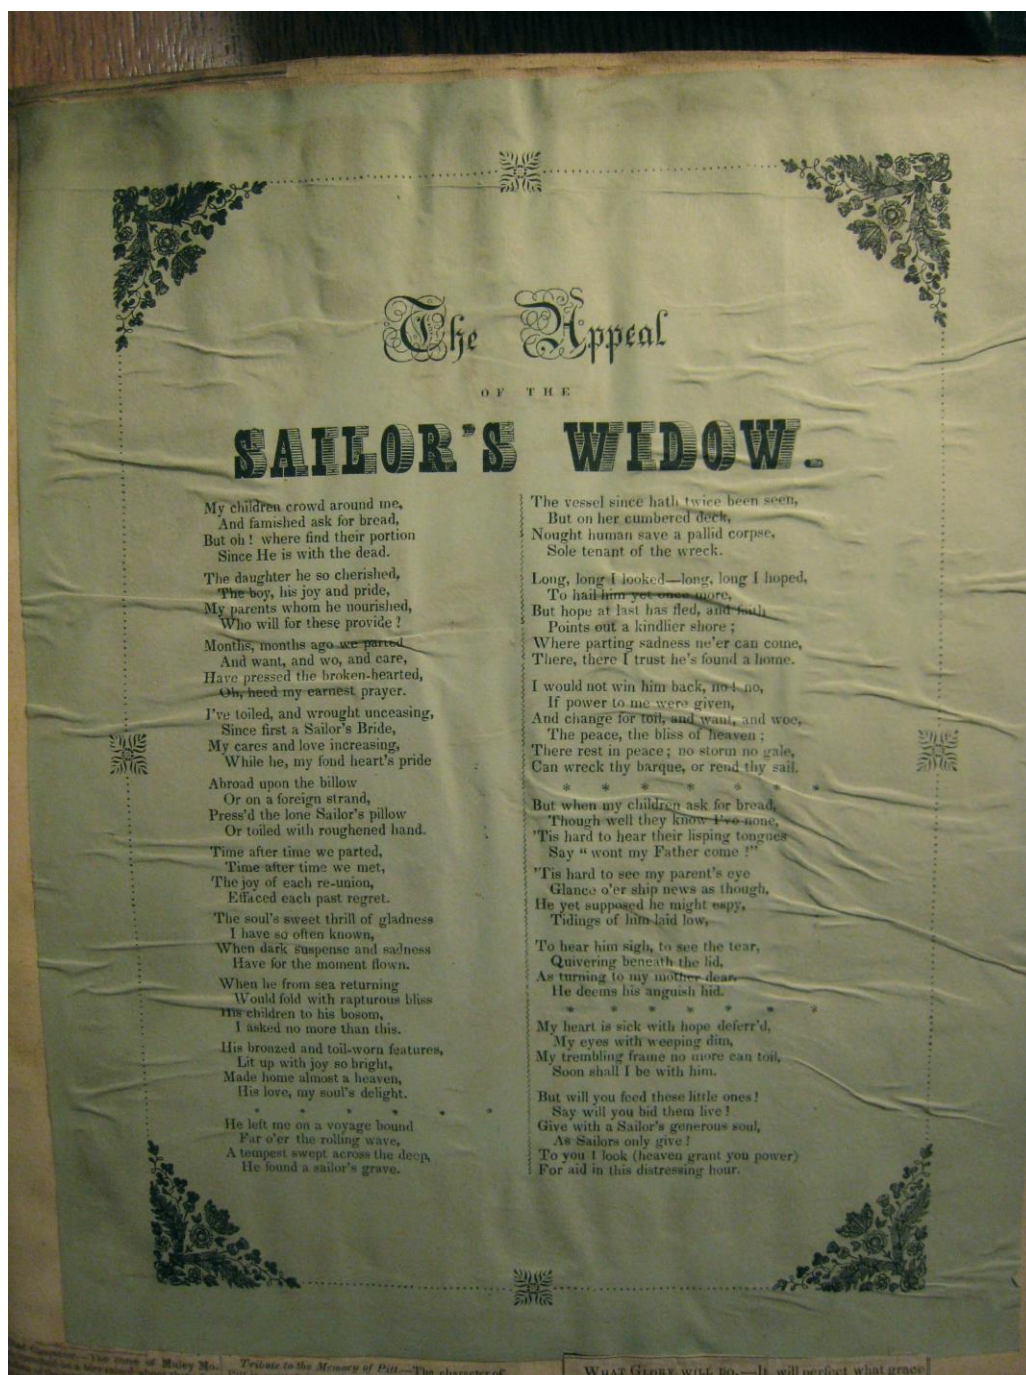 The Appeal
OF THE
SAILOR'S WIDOW.
My children crowd around me,
And famished ask for bread,
But oh! where find their portion
Since He is with the dead.
The daughter he so cherished,
The boy, his joy and pride,
My parents whom he nourished,
Who will for these provide?
Months, months ago we parted
And want, and wo, and care,
Have pressed the broken-hearted,
Oh, heed my earnest prayer.
I've toiled, and wrought unceasing,
Since first a Sailor's Bride,
My cares and love increasing,
While he, my fond heart's pride
Abroad upon the billow
Or on a foreign strand,
Press'd the lone Sailor's pillow
Or toiled with roughened hand.
Time after time we parted,
Time after time we met,
The joy of each re-union,
Effaced each past regret.
The soul's sweet thrill of gladness
I have so often known,
When dark suspense and sadness
Have for the moment flown.
When he from sea returning
Would fold with rapturous bliss
His children to his bosom,
I asked no more than this.
His bronzed and toil-worn features,
Lit up with joy so bright,
Made home almost a heaven,
His love, my soul's delight.
* * * * * *
He left me on a voyage bound
Far o'er the rolling wave,
A tempest swept across the deep,
He found a sailor's grave.
The vessel since hath twice been seen,
But on her cumbered deck,
Nought human save a pallid corpse,
Sole tenant of the wreck.
Long, long I looked—long, long I hoped,
To hail him yet once more,
But hope at last has fled, and faith
Points out a kindlier shore;
Where parting sadness ne'er can come,
There, there I trust he's found a home.
I would not win him back, no! no,
If power to me were given,
And change for toil, and want, and woe,
The peace, the bliss of heaven;
There rest in peace; no storm no gale,
Can wreck thy barque, or rend thy sail.
* * * * * * *
But when my children ask for bread,
Though well they know I've none,
'Tis hard to hear their lisping tongues
Say "wont my Father come!"
'Tis hard to see my parent's eye
Glance o'er ship news as though,
He yet supposed he might espy,
Tidings of him laid low,
To hear him sigh, to see the tear,
Quivering beneath the lid,
As turning to my mother dear,
He deems his anguish hid.
* * * * * * *
My heart is sick with hope deferr'd,
My eyes with weeping dim,
My trembling frame no more can toil,
Soon shall I be with him.
But will you feed these little ones!
Say will you bid them live!
Give with a Sailor's generous soul,
As Sailors only give!
To you I look (heaven grant you power)
For aid in this distressing hour.
of Muley Mo.
Tribute to the Memory of Pitt.—The character of
WHAT GLORY WILL DO.—It will perfect what grace